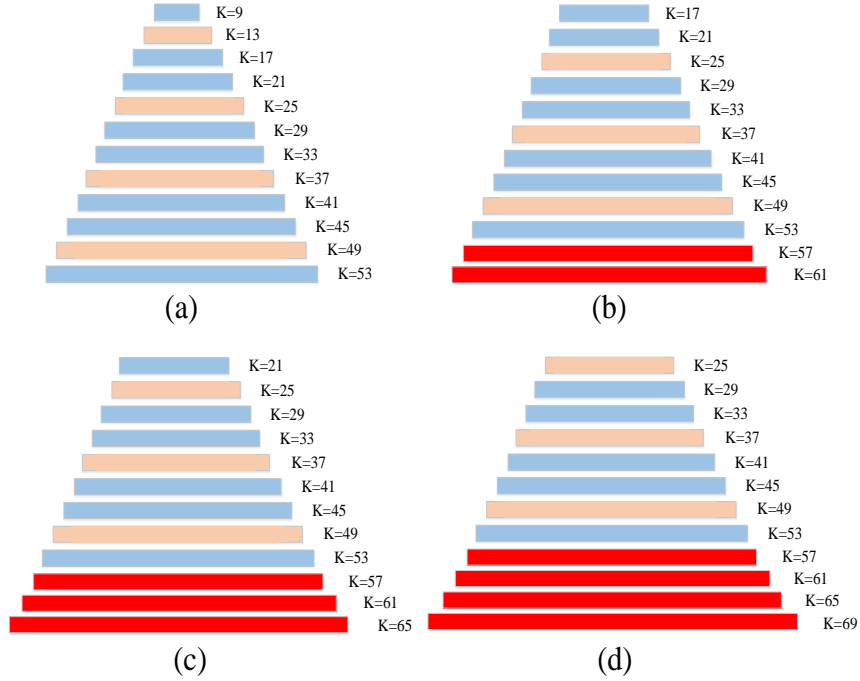 K=9
K=13
K=17
K=21
K=25
K=29
K=33
K=37
K=41
K=45
K=49
K=53
(a)
K=17
K=21
K=25
K=29
K=33
K=37
K=41
K=45
K=49
K=53
K=57
K=61
(b)
K=21
K=25
K=29
K=33
K=37
K=41
K=45
K=49
K=53
K=57
K=61
K=65
(c)
K=25
K=29
K=33
K=37
K=41
K=45
K=49
K=53
K=57
K=61
K=65
K=69
(d)